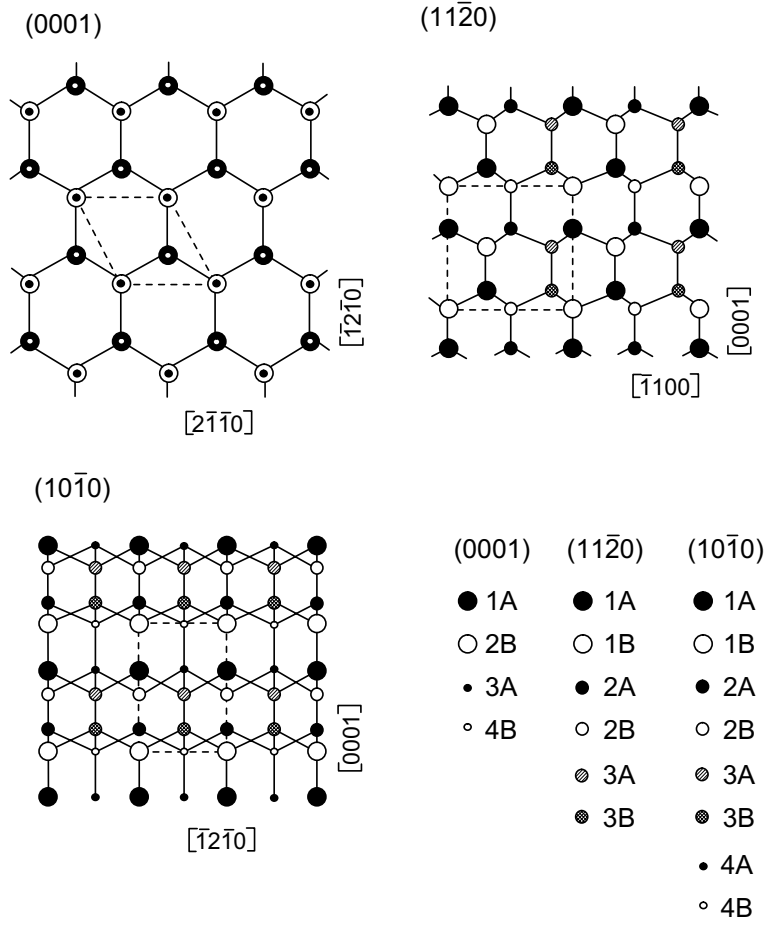 (0001)
(112̄0)
[1̄21̄0]
[21̄1̄0]
[0001]
[1̄100]
(101̄0)
[0001]
[1̄21̄0]
(0001) (112̄0) (101̄0)
1A 1A 1A
2B 1B 1B
3A 2A 2A
4B 2B 2B
3A 3A
3B 3B
4A
4B